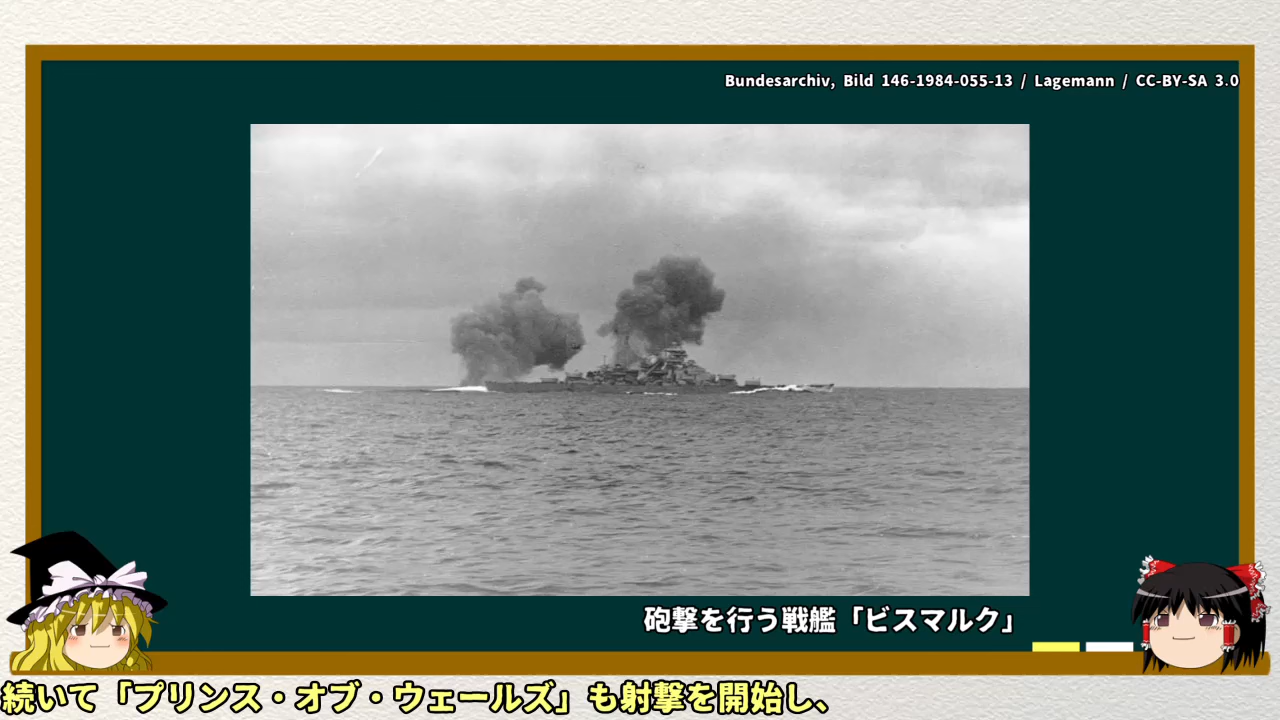 Bundesarchiv, Bild 146-1984-055-13 / Lagemann / CC-BY-SA 3.0
砲撃を行う戦艦「ビスマルク」
続いて「プリンス・オブ・ウェールズ」も射撃を開始し、